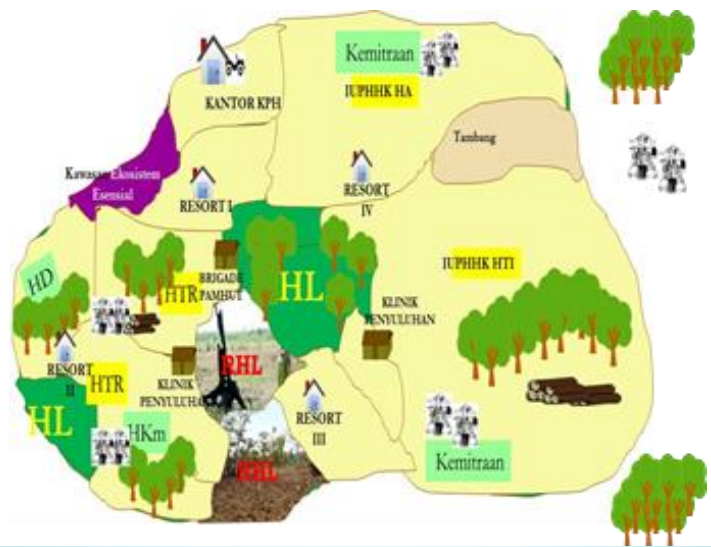 Kemitraan
IUPHHK HA
KANTOR KPH
Tambang
Kawasan Ekosistem
Esensial
RESORT I
RESORT
IV
HD
HTR
BRIGADE
PAMHUT
HL
IUPHHK HTI
KLINIK
PENYULUHAN
RESORT
II
HTR
KLINIK
PENYULUHAN
RHL
HL
HKm
RESORT
III
RHL
Kemitraan